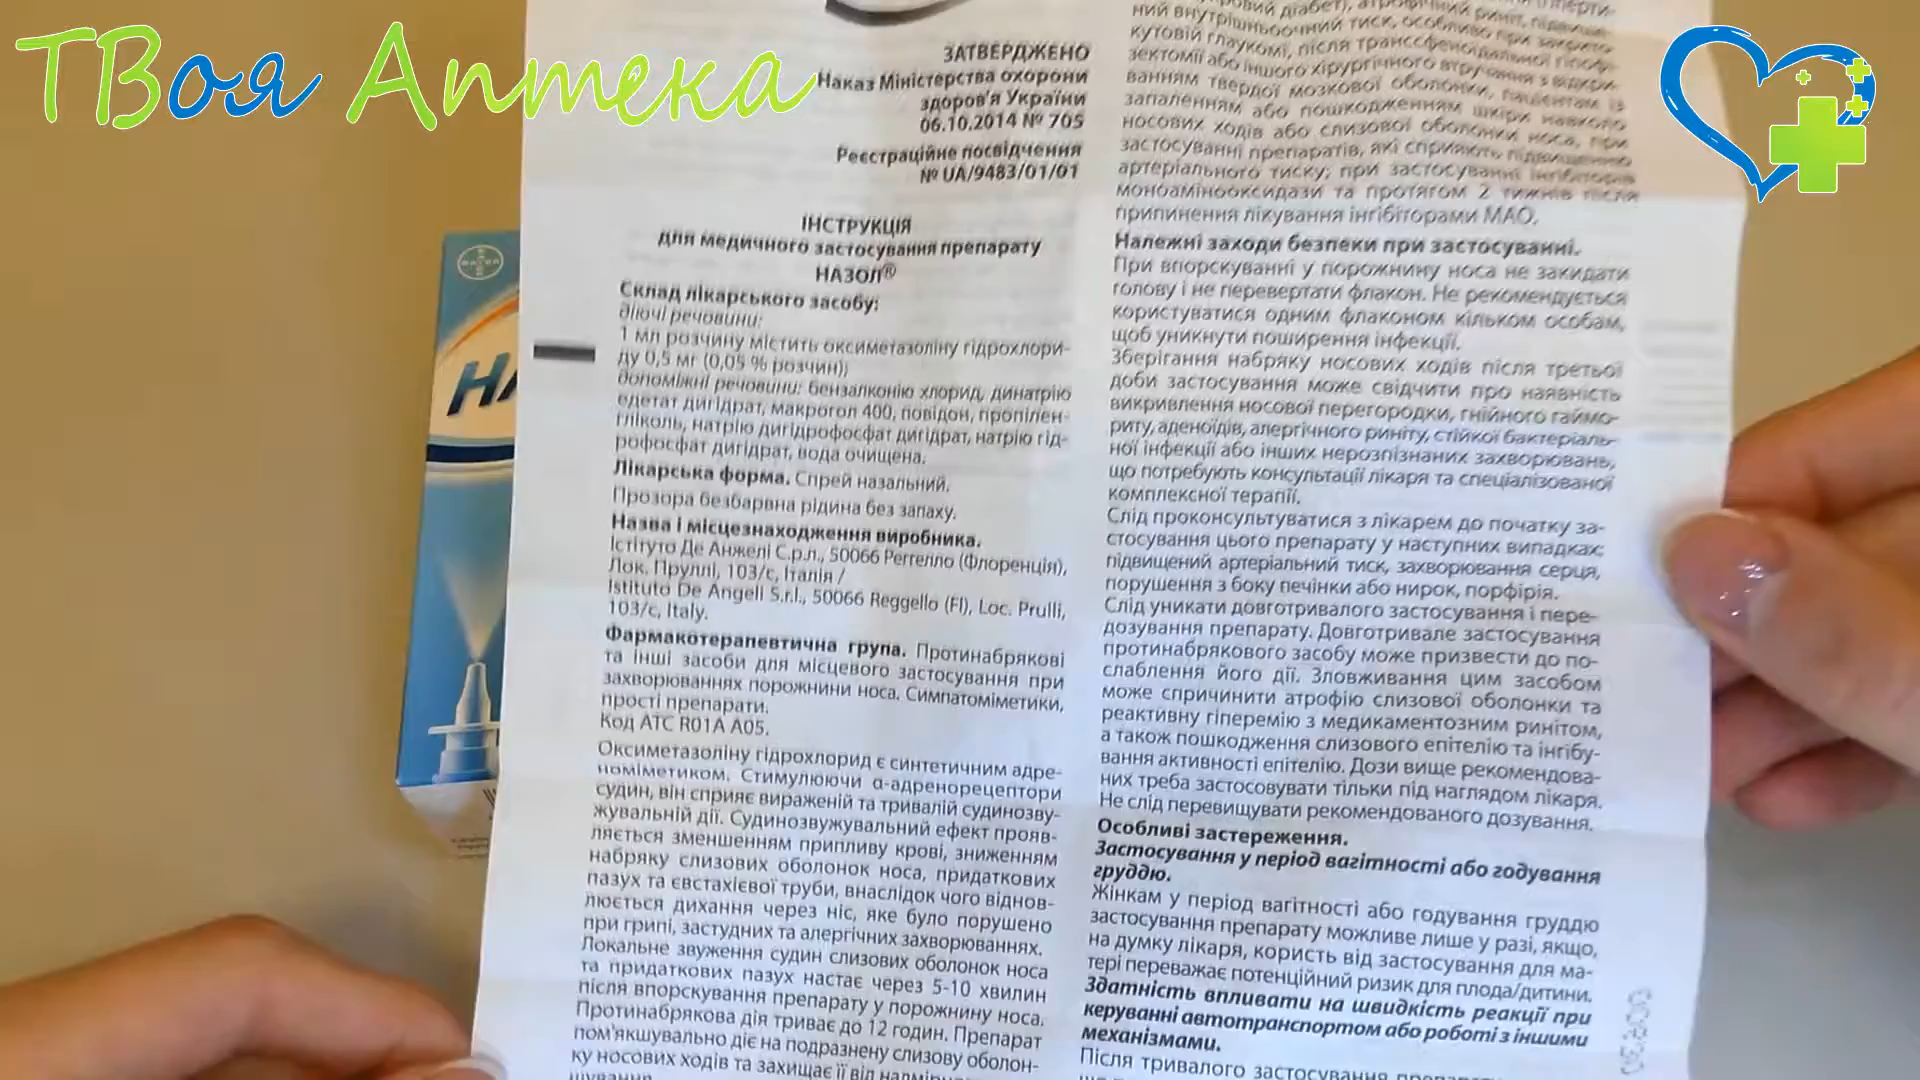 ТВоя Аптека
ЗАТВЕРДЖЕНО
Наказ Міністерства охорони
здоров'я України
06.10.2014 № 705
Реєстраційне посвідчення
№ UA/9483/01/01
ІНСТРУКЦІЯ
для медичного застосування препарату
НАЗОЛ®
Склад лікарського засобу:
діючі речовини:
1 мл розчину містить оксиметазоліну гідрохлори-
ду 0,5 мг (0,05 % розчин);
допоміжні речовини: бензалконію хлорид, динатрію
едетат дигідрат, макрогол 400, повідон, пропілен-
гліколь, натрію дигідрофосфат дигідрат, натрію гід-
рофосфат дигідрат, вода очищена.
Лікарська форма. Спрей назальний.
Прозора безбарвна рідина без запаху.
Назва і місцезнаходження виробника.
Істітуто Де Анжелі С.р.л., 50066 Реггелло (Флоренція),
Лок. Пруллі, 103/с, Італія /
Istituto De Angeli S.r.l., 50066 Reggello (FI), Loc. Prulli,
103/c, Italy.
Фармакотерапевтична група. Протинабрякові
та інші засоби для місцевого застосування при
захворюваннях порожнини носа. Симпатоміметики,
прості препарати.
Код АТС R01A A05.
Оксиметазоліну гідрохлорид є синтетичним адре-
номіметиком. Стимулюючи α-адренорецептори
судин, він сприяє вираженій та тривалій судинозву-
жувальній дії. Судинозвужувальний ефект прояв-
ляється зменшенням припливу крові, зниженням
набряку слизових оболонок носа, придаткових
пазух та євстахієвої труби, внаслідок чого віднов-
люється дихання через ніс, яке було порушено
при грипі, застудних та алергічних захворюваннях.
Локальне звуження судин слизових оболонок носа
та придаткових пазух настає через 5-10 хвилин
після впорскування препарату у порожнину носа.
Протинабрякова дія триває до 12 годин. Препарат
пом'якшувально діє на подразнену слизову оболон-
ку носових ходів та захищає її від
діабет), атрофічний риніт, підвище-
ний внутрішньоочний тиск, особливо при закрито-
кутовій глаукомі, після транссфеноїдальної гіпофі-
зектомії або іншого хірургічного втручання з відкри-
ванням твердої мозкової оболонки, пацієнтам із
запаленням або пошкодженням шкіри навколо
носових ходів або слизової оболонки носа, при
застосуванні препаратів, які сприяють підвищенню
артеріального тиску; при застосуванні інгібіторів
моноамінооксидази та протягом 2 тижнів після
припинення лікування інгібіторами МАО.
Належні заходи безпеки при застосуванні.
При впорскуванні у порожнину носа не закидати
голову і не перевертати флакон. Не рекомендується
користуватися одним флаконом кільком особам,
щоб уникнути поширення інфекції.
Зберігання набряку носових ходів після третьої
доби застосування може свідчити про наявність
викривлення носової перегородки, гнійного гаймо-
риту, аденоїдів, алергічного риніту, стійкої бактеріаль-
ної інфекції або інших нерозпізнаних захворювань,
що потребують консультації лікаря та спеціалізованої
комплексної терапії.
Слід проконсультуватися з лікарем до початку за-
стосування цього препарату у наступних випадках:
підвищений артеріальний тиск, захворювання серця,
порушення з боку печінки або нирок, порфірія.
Слід уникати довготривалого застосування і пере-
дозування препарату. Довготривале застосування
протинабрякового засобу може призвести до по-
слаблення його дії. Зловживання цим засобом
може спричинити атрофію слизової оболонки та
реактивну гіперемію з медикаментозним ринітом,
а також пошкодження слизового епітелію та інгібу-
вання активності епітелію. Дози вище рекомендова-
них треба застосовувати тільки під наглядом лікаря.
Не слід перевищувати рекомендованого дозування.
Особливі застереження.
Застосування у період вагітності або годування
груддю.
Жінкам у період вагітності або годування груддю
застосування препарату можливе лише у разі, якщо,
на думку лікаря, користь від застосування для ма-
тері переважає потенційний ризик для плода/дитини.
Здатність впливати на швидкість реакції при
керуванні автотранспортом або роботі з іншими
механізмами.
Після тривалого застосування